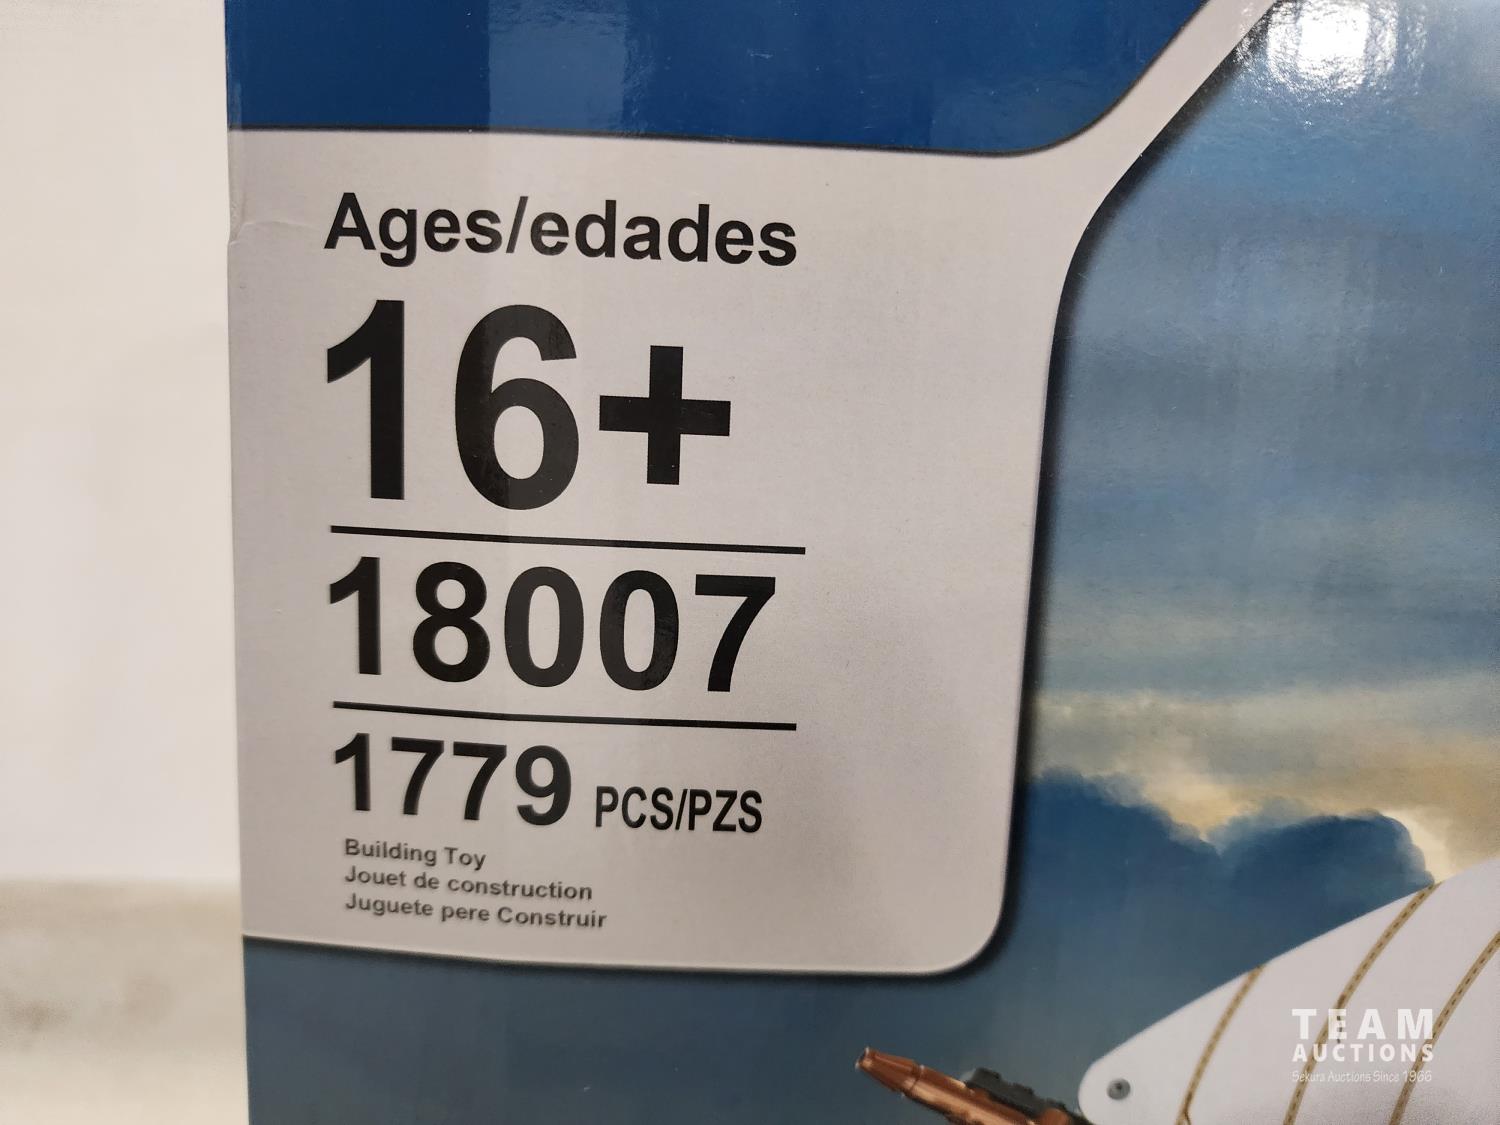 Ages/edades
16+
18007
1779 PCS/PZS
Building Toy
Jouet de construction
Juguete pere Construir
TEAM
AUCTIONS
Sekura Auctions Since 1966